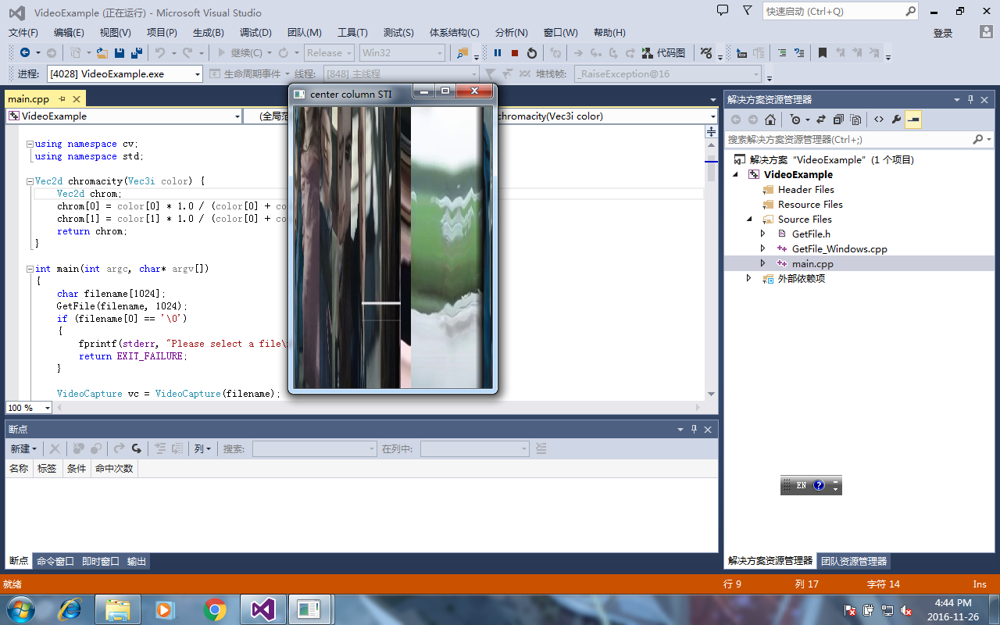 VideoExample (正在运行) - Microsoft Visual Studio
快速启动 (Ctrl+Q)
文件(F) 编辑(E) 视图(V) 项目(P) 生成(B) 调试(D) 团队(M) 工具(T) 测试(S) 体系结构(C) 分析(N) 窗口(W) 帮助(H)
登录
继续(C) Release Win32 代码图
进程: [4028] VideoExample.exe 生命周期事件 线程: [848] 主线程 堆栈帧: _RaiseException@16
main.cpp
VideoExample (全局范 chromacity(Vec3i color)
center column STI
using namespace cv;
using namespace std;
Vec2d chromacity(Vec3i color) {
Vec2d chrom;
chrom[0] = color[0] * 1.0 / (color[0] + co
chrom[1] = color[1] * 1.0 / (color[0] + co
return chrom;
}
int main(int argc, char* argv[])
{
char filename[1024];
GetFile(filename, 1024);
if (filename[0] == '\0')
{
fprintf(stderr, "Please select a file\
return EXIT_FAILURE;
}
VideoCapture vc = VideoCapture(filename);
100 %
解决方案资源管理器
搜索解决方案资源管理器(Ctrl+;)
解决方案 "VideoExample" (1 个项目)
VideoExample
Header Files
Resource Files
Source Files
GetFile.h
GetFile_Windows.cpp
main.cpp
外部依赖项
断点
新建 列 搜索: 在列中:
名称 标签 条件 命中次数
EN
断点 命令窗口 即时窗口 输出
解决方案资源管理器 团队资源管理器
就绪 行 9 列 17 字符 14 Ins
4:44 PM
2016-11-26